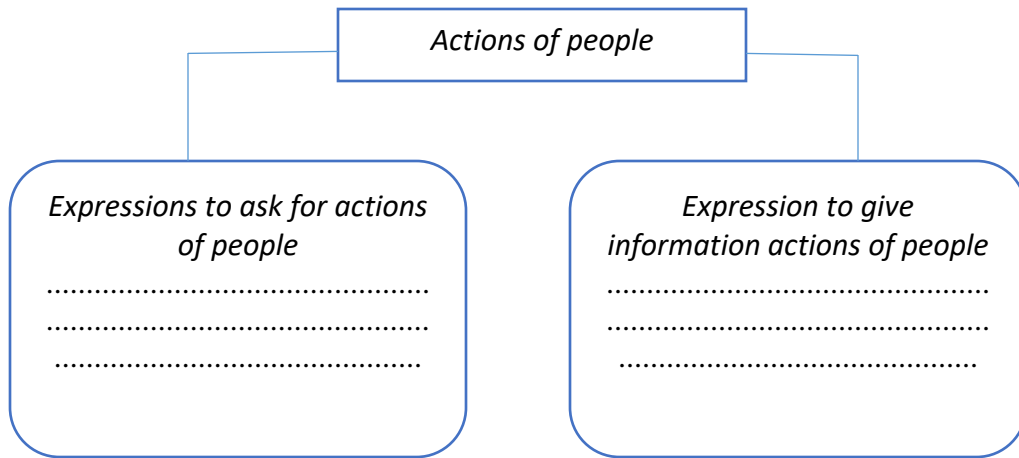 Actions of people
Expressions to ask for actions
of people
................................................
................................................
..............................................
Expression to give
information actions of people
................................................
................................................
.............................................